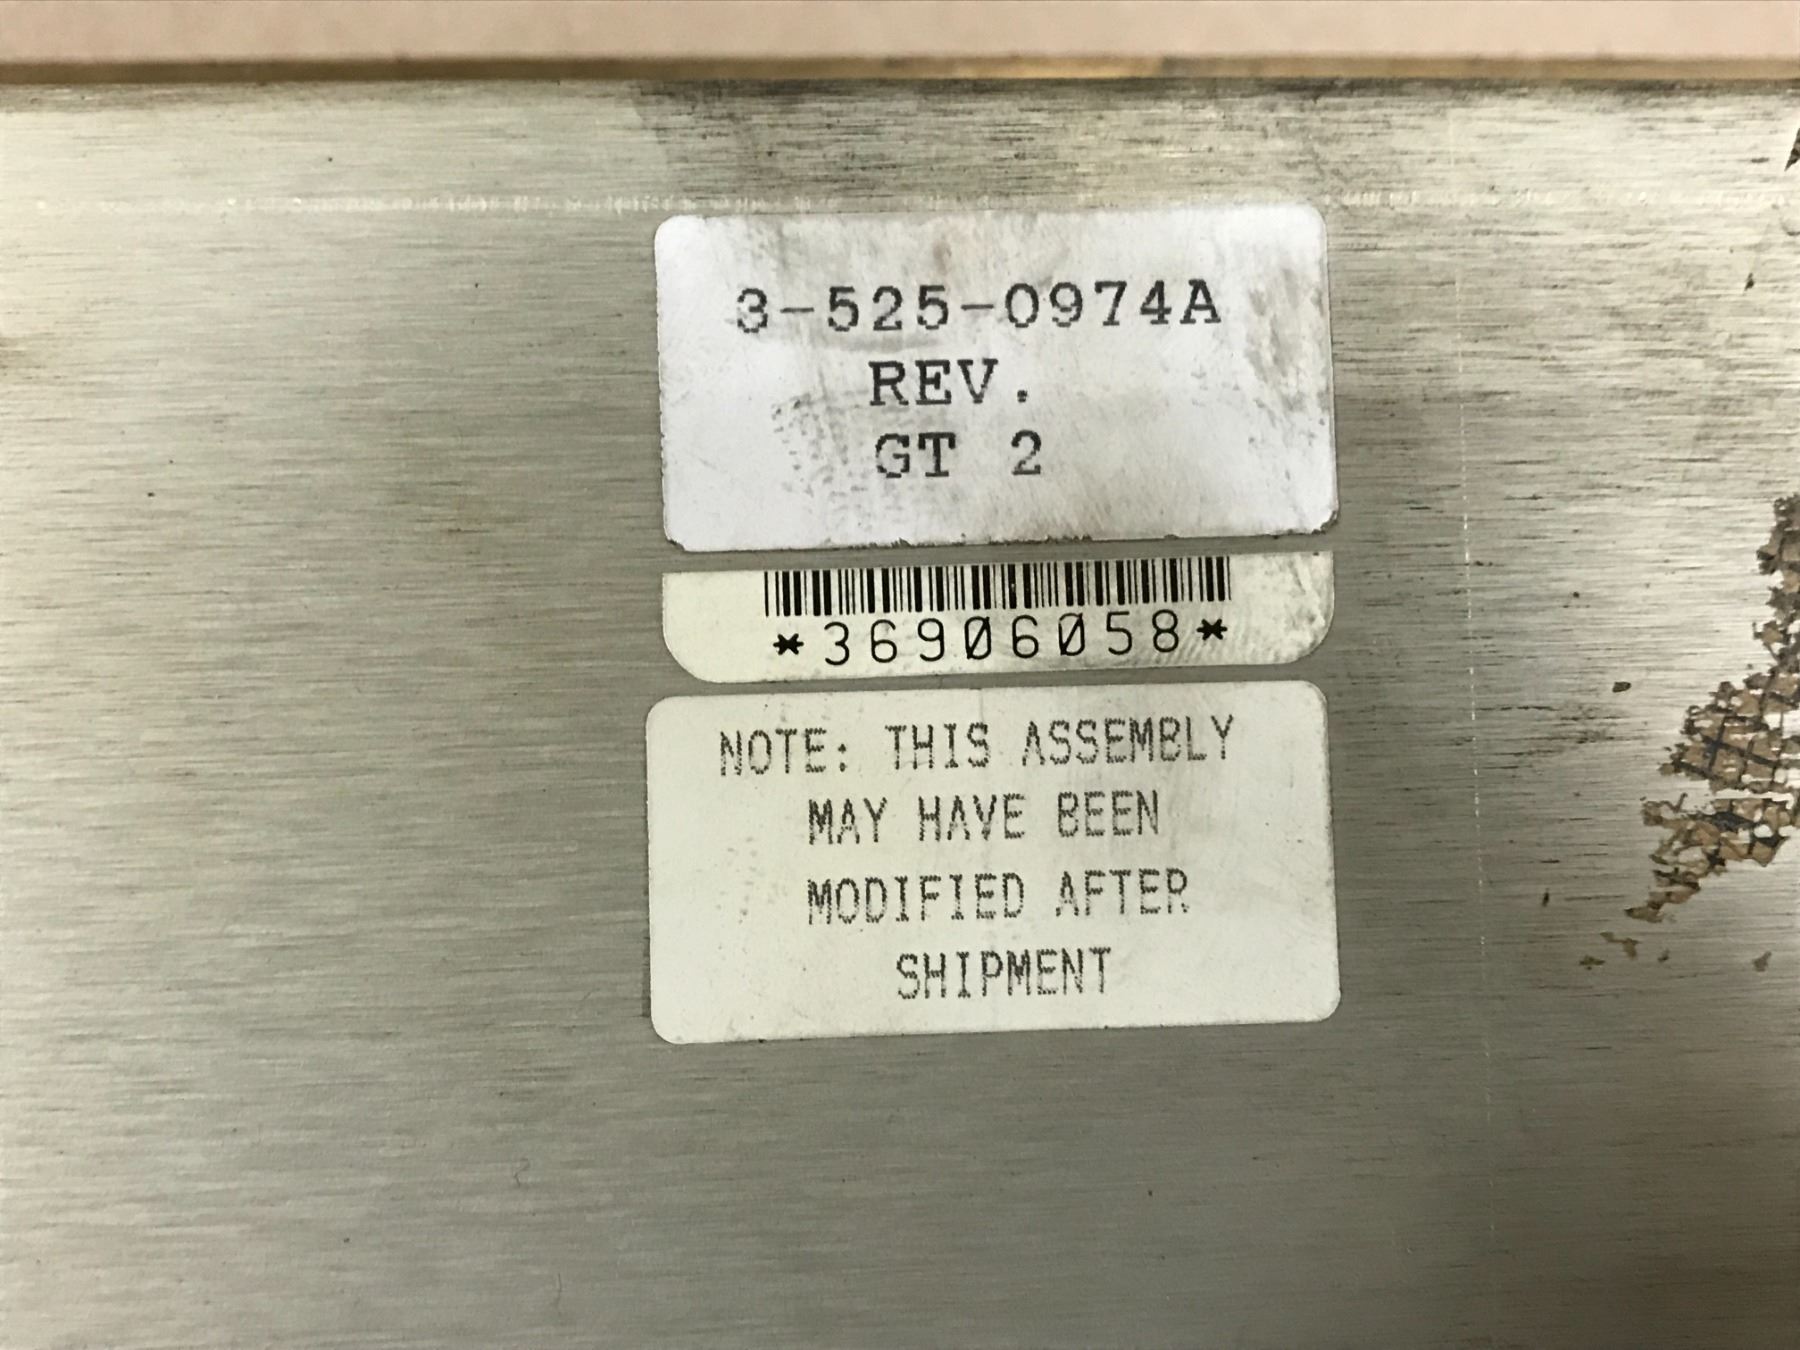 3-525-0974A
REV.
GT 2
*36906058*
NOTE: THIS ASSEMBLY
MAY HAVE BEEN
MODIFIED AFTER
SHIPMENT